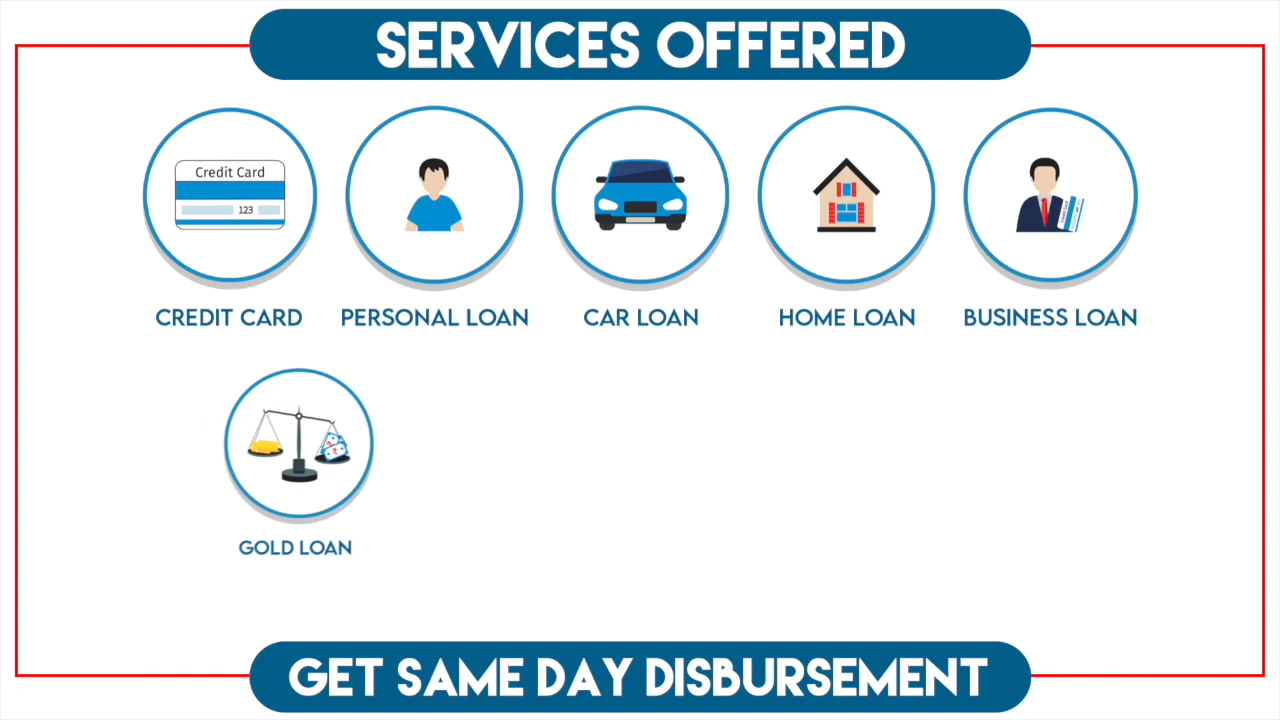 SERVICES OFFERED
Credit Card
123
CREDIT CARD
PERSONAL LOAN
CAR LOAN
HOME LOAN
BUSINESS LOAN
GOLD LOAN
GET SAME DAY DISBURSEMENT